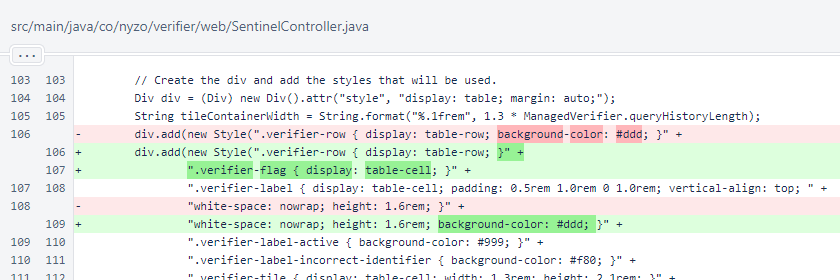 src/main/java/co/nyzo/verifier/web/SentinelController.java
...
103 103 // Create the div and add the styles that will be used.
104 104 Div div = (Div) new Div().attr("style", "display: table; margin: auto;");
105 105 String tileContainerWidth = String.format("%.1frem", 1.3 * ManagedVerifier.queryHistoryLength);
106 - div.add(new Style(".verifier-row { display: table-row; background-color: #ddd; }" +
106 + div.add(new Style(".verifier-row { display: table-row; }" +
107 + ".verifier-flag { display: table-cell; }" +
107 108 ".verifier-label { display: table-cell; padding: 0.5rem 1.0rem 0 1.0rem; vertical-align: top; " +
108 - "white-space: nowrap; height: 1.6rem; }" +
109 + "white-space: nowrap; height: 1.6rem; background-color: #ddd; }" +
109 110 ".verifier-label-active { background-color: #999; }" +
110 111 ".verifier-label-incorrect-identifier { background-color: #f80; }" +
111 112 ".verifier-tile { display: table-cell; width: 1.3rem; height: 2.1rem; " +